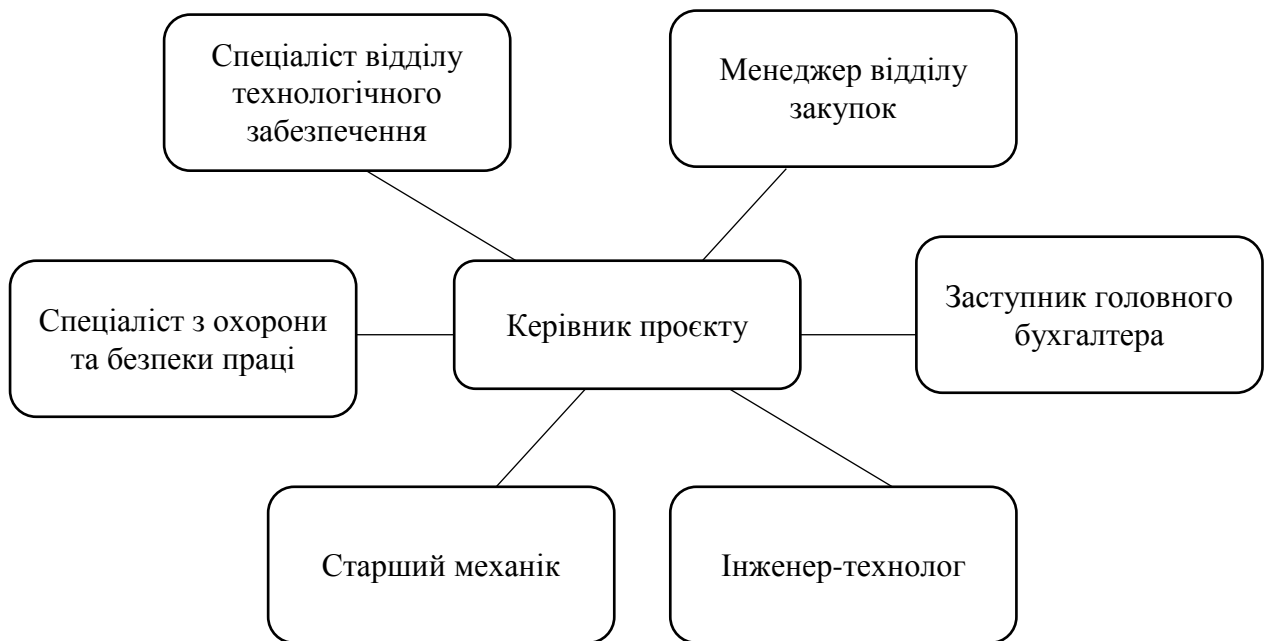 Спеціаліст відділу
технологічного
забезпечення
Менеджер відділу
закупок
Спеціаліст з охорони
та безпеки праці
Керівник проєкту
Заступник головного
бухгалтера
Старший механік
Інженер-технолог